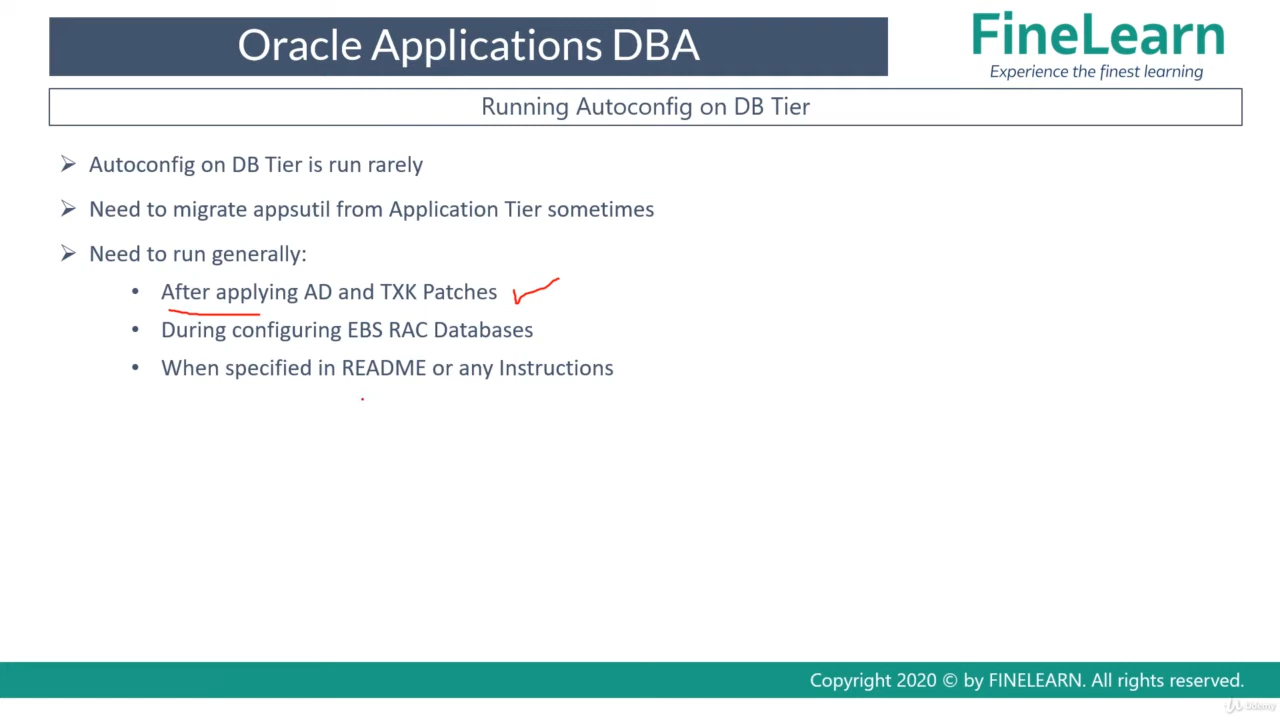 Oracle Applications DBA
FineLearn
Experience the finest learning
Running Autoconfig on DB Tier
➢ Autoconfig on DB Tier is run rarely
➢ Need to migrate appsutil from Application Tier sometimes
➢ Need to run generally:
• After applying AD and TXK Patches
• During configuring EBS RAC Databases
• When specified in README or any Instructions
Copyright 2020 © by FINELEARN. All rights reserved.
Udemy